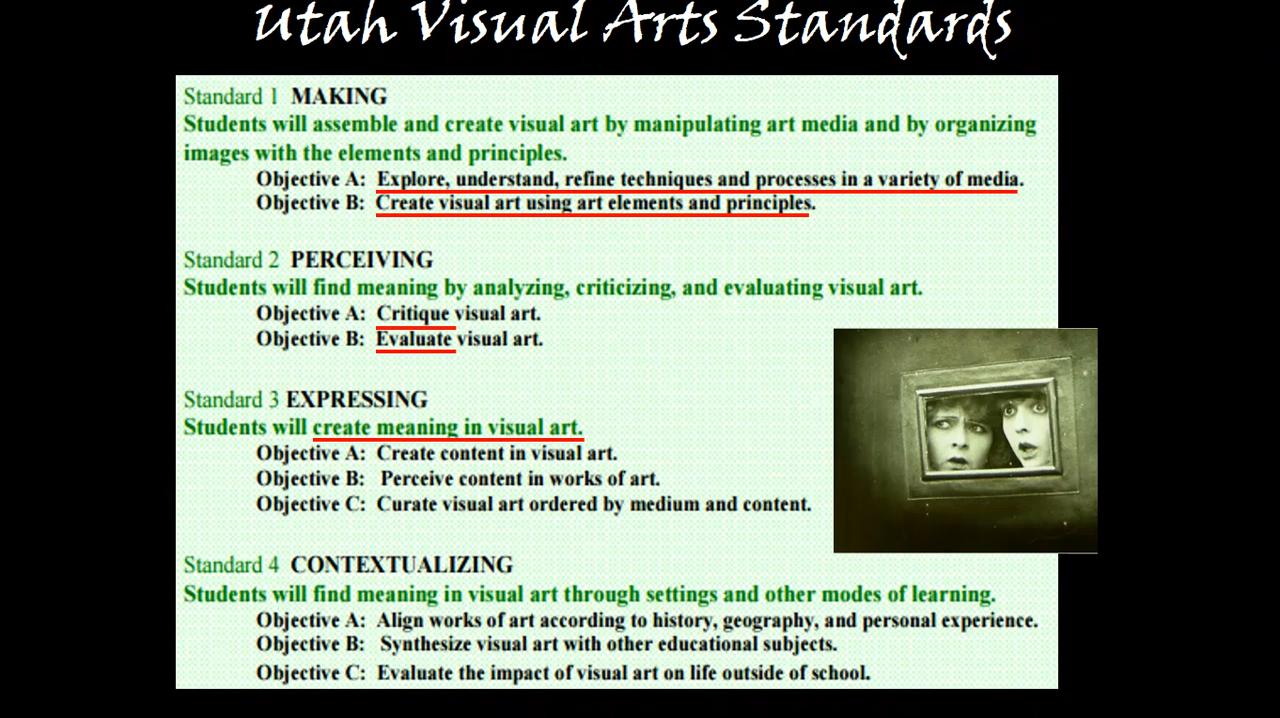 Utah Visual Arts Standards
Standard 1 MAKING
Students will assemble and create visual art by manipulating art media and by organizing
images with the elements and principles.
Objective A: Explore, understand, refine techniques and processes in a variety of media.
Objective B: Create visual art using art elements and principles.
Standard 2 PERCEIVING
Students will find meaning by analyzing, criticizing, and evaluating visual art.
Objective A: Critique visual art.
Objective B: Evaluate visual art.
Standard 3 EXPRESSING
Students will create meaning in visual art.
Objective A: Create content in visual art.
Objective B: Perceive content in works of art.
Objective C: Curate visual art ordered by medium and content.
Standard 4 CONTEXTUALIZING
Students will find meaning in visual art through settings and other modes of learning.
Objective A: Align works of art according to history, geography, and personal experience.
Objective B: Synthesize visual art with other educational subjects.
Objective C: Evaluate the impact of visual art on life outside of school.